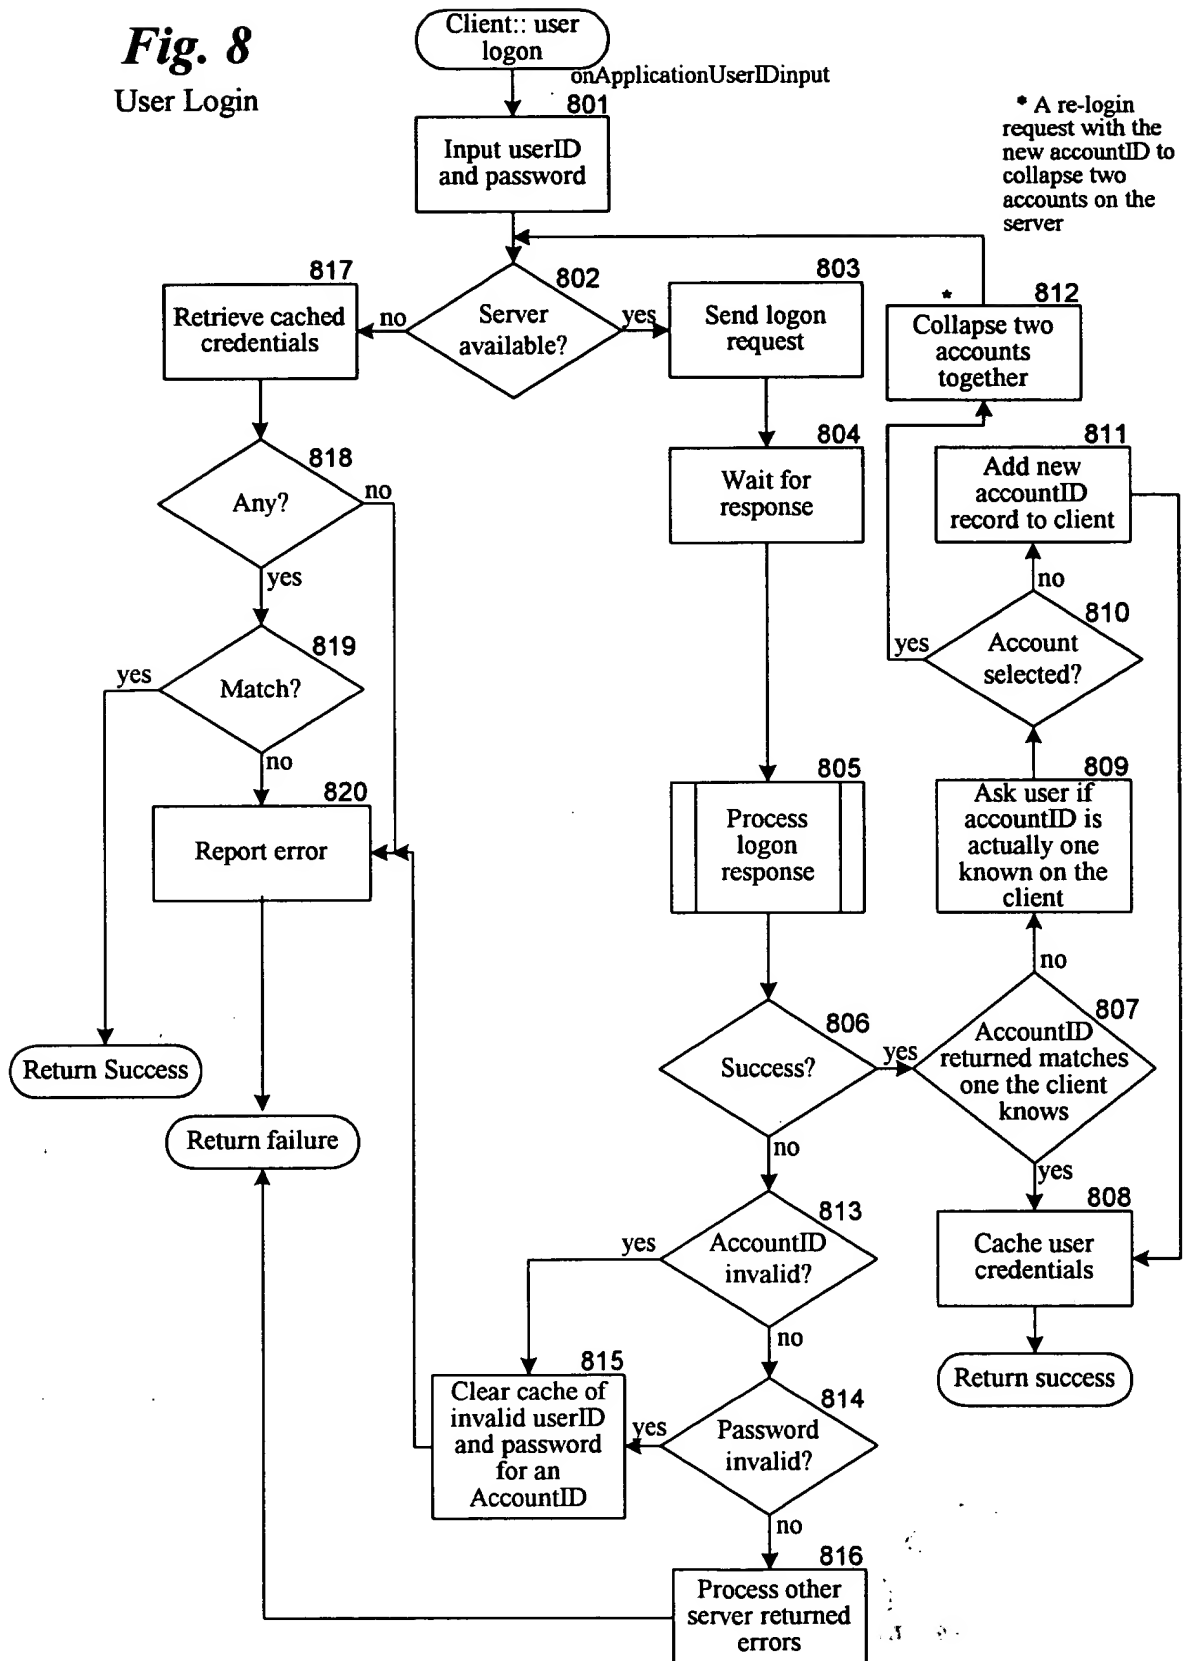 Fig. 8
User Login
Client:: user
logon
onApplicationUserIDinput
801
Input userID
and password
* A re-login
request with the
new accountID to
collapse two
accounts on the
server
817
Retrieve cached
credentials
no
802
Server
available?
yes
803
Send logon
request
*
812
Collapse two
accounts
together
818
Any?
no
yes
804
Wait for
response
811
Add new
accountID
record to client
no
810
Account
selected?
yes
819
Match?
yes
no
820
Report error
805
Process
logon
response
809
Ask user if
accountID is
actually one
known on the
client
no
806
Success?
yes
no
807
AccountID
returned matches
one the client
knows
yes
Return Success
Return failure
808
Cache user
credentials
Return success
813
AccountID
invalid?
yes
no
815
Clear cache of
invalid userID
and password
for an
AccountID
814
Password
invalid?
yes
no
816
Process other
server returned
errors